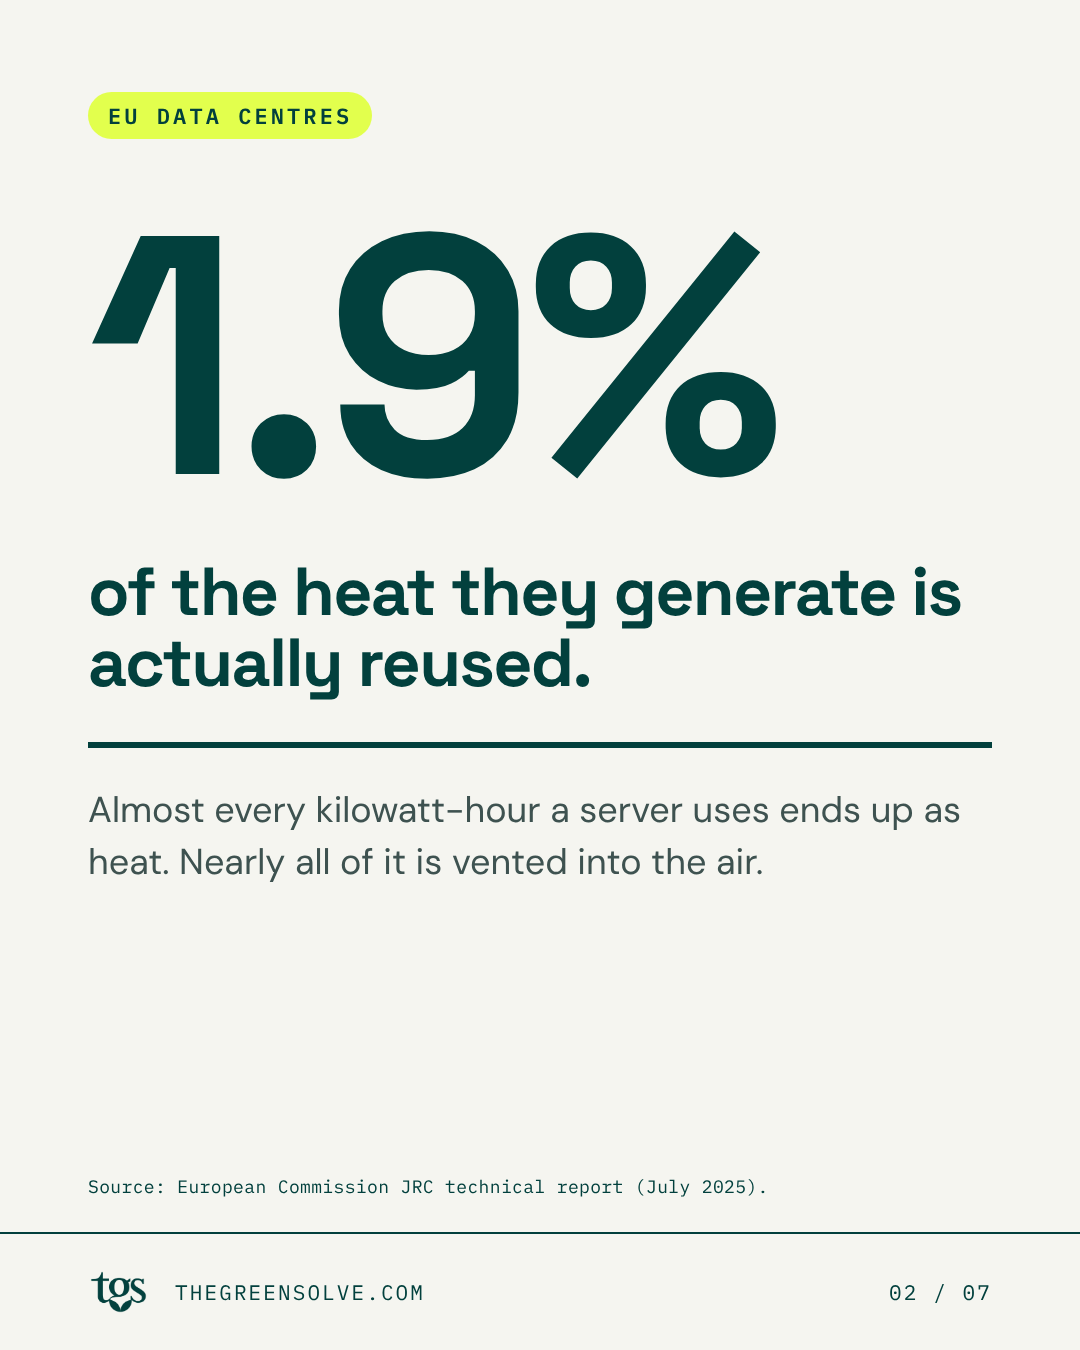 EU DATA CENTRES
1.9%
of the heat they generate is
actually reused.
Almost every kilowatt-hour a server uses ends up as
heat. Nearly all of it is vented into the air.
Source: European Commission JRC technical report (July 2025).
tgs THEGREENSOLVE.COM 02 / 07